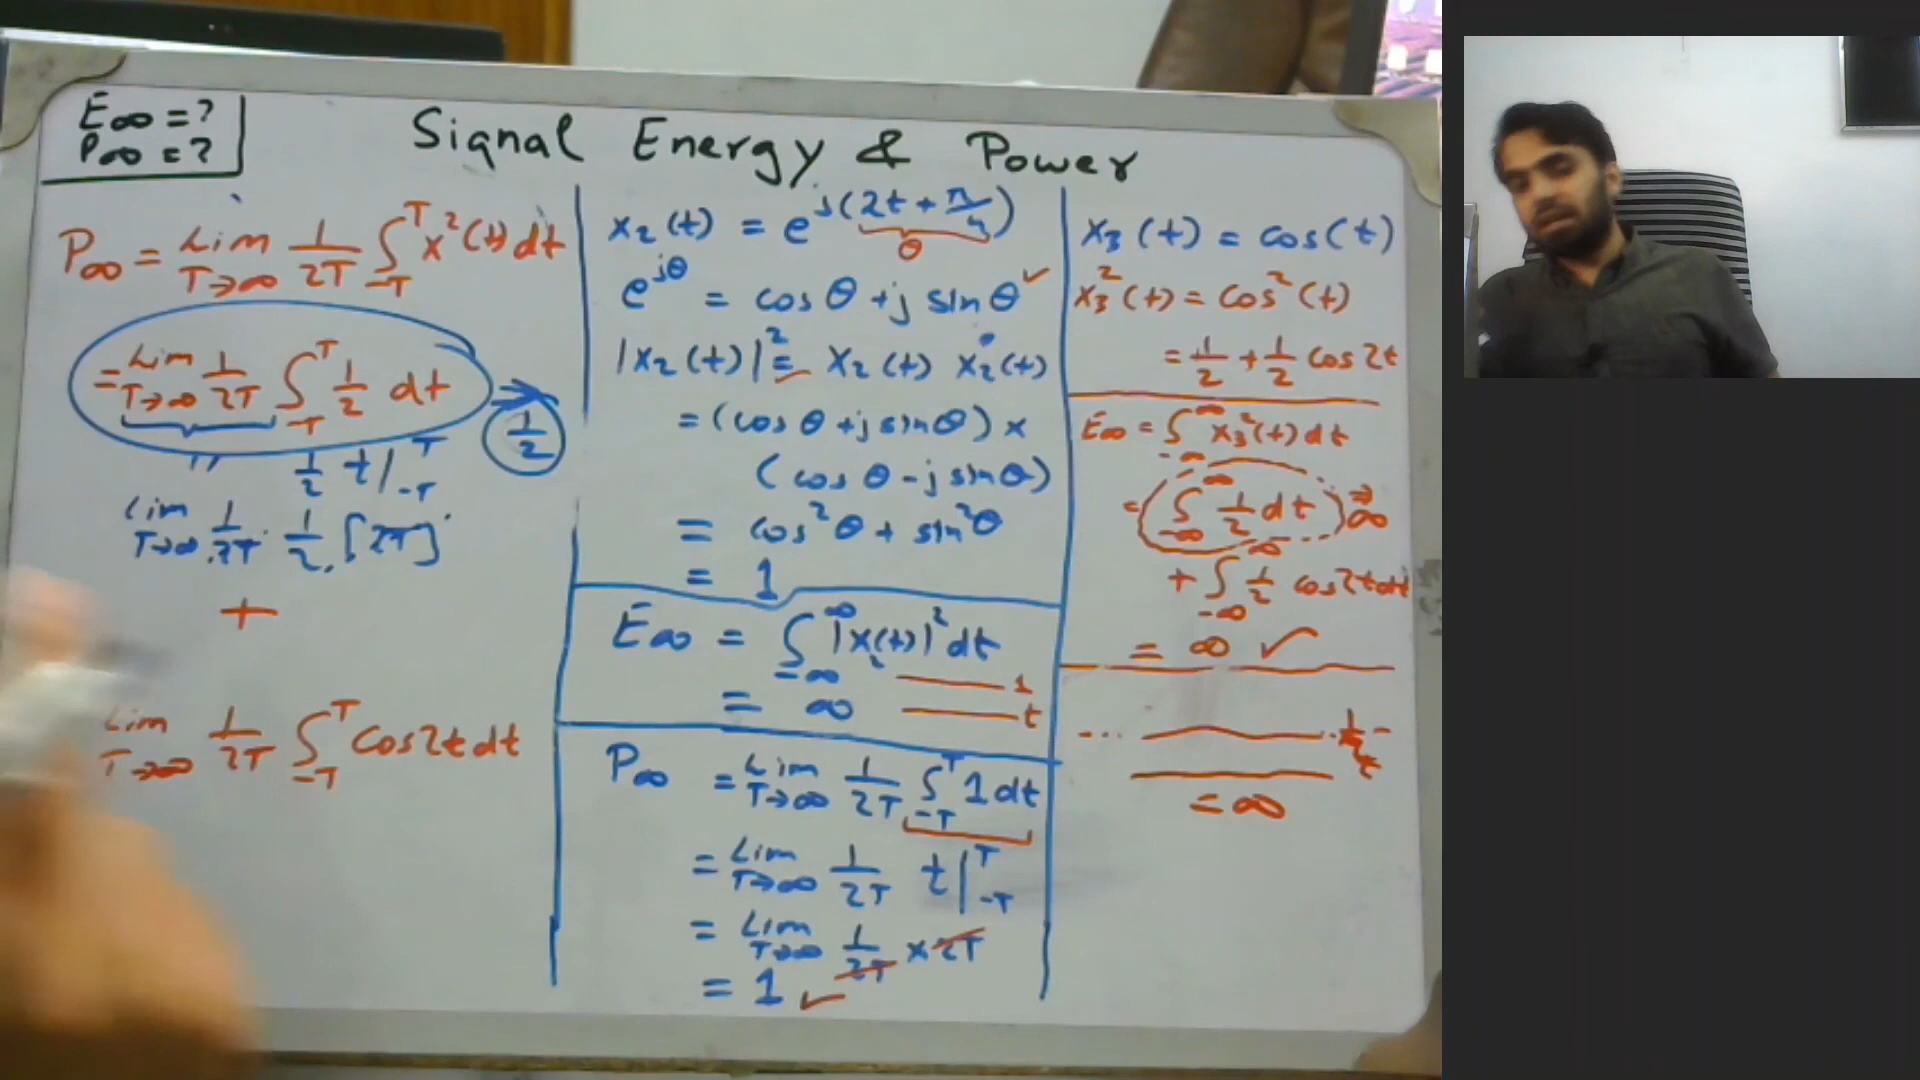 E∞ = ?
P∞ = ?
Signal Energy & Power
P∞ = Lim T→∞ 1/2T ∫_-T^T x²(t) dt
= Lim T→∞ 1/2T ∫_-T^T 1/2 dt
1/2
" 1/2 t|_-T^T
Lim T→∞ 1/2T . 1/2 . [2T]
+
Lim T→∞ 1/2T ∫_-T^T Cos2t dt
x₂(t) = e^j(2t + π/4)
θ
e^jθ = cos θ + j sin θ ✓
|x₂(t)|² = x₂(t) x₂*(t)
= (cos θ + j sin θ) ×
(cos θ - j sin θ)
= cos²θ + sin²θ
= 1
E∞ = ∫_-∞^∞ |x₂(t)|² dt
= ∞
1
t
P∞ = Lim T→∞ 1/2T ∫_-T^T 1 dt
= Lim T→∞ 1/2T t|_-T^T
= Lim T→∞ 1/2T × 2T
= 1 ✓
x₃(t) = cos(t)
x₃²(t) = cos²(t)
= 1/2 + 1/2 cos 2t
E∞ = ∫_-∞^∞ x₃²(t) dt
= (∫_-∞^∞ 1/2 dt) ⇒ ∞
+ ∫_-∞^∞ 1/2 cos2t dt
= ∞ ✓
... 1/2 --
t
= ∞